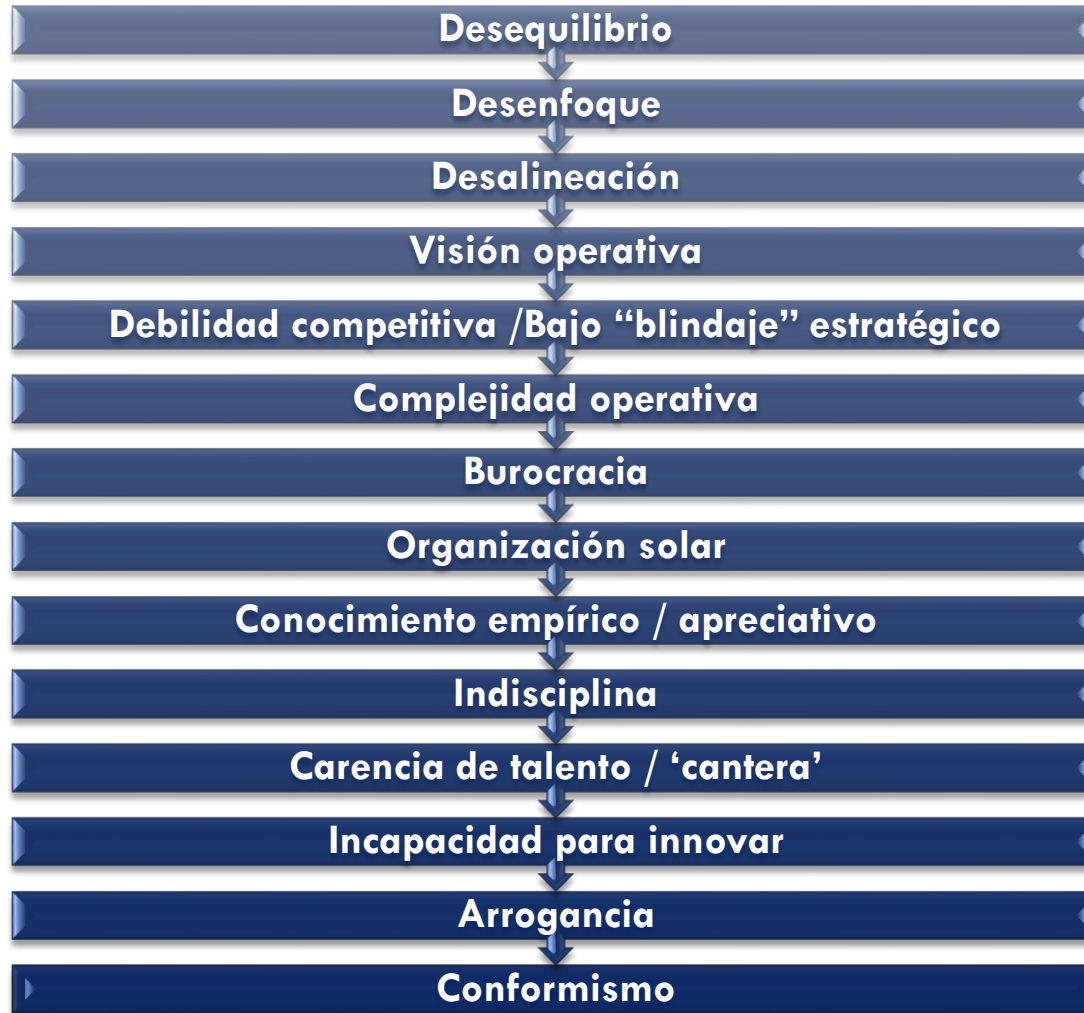 Desequilibrio
Desenfoque
Desalineación
Visión operativa
Debilidad competitiva /Bajo “blindaje” estratégico
Complejidad operativa
Burocracia
Organización solar
Conocimiento empírico / apreciativo
Indisciplina
Carencia de talento / ‘cantera’
Incapacidad para innovar
Arrogancia
Conformismo